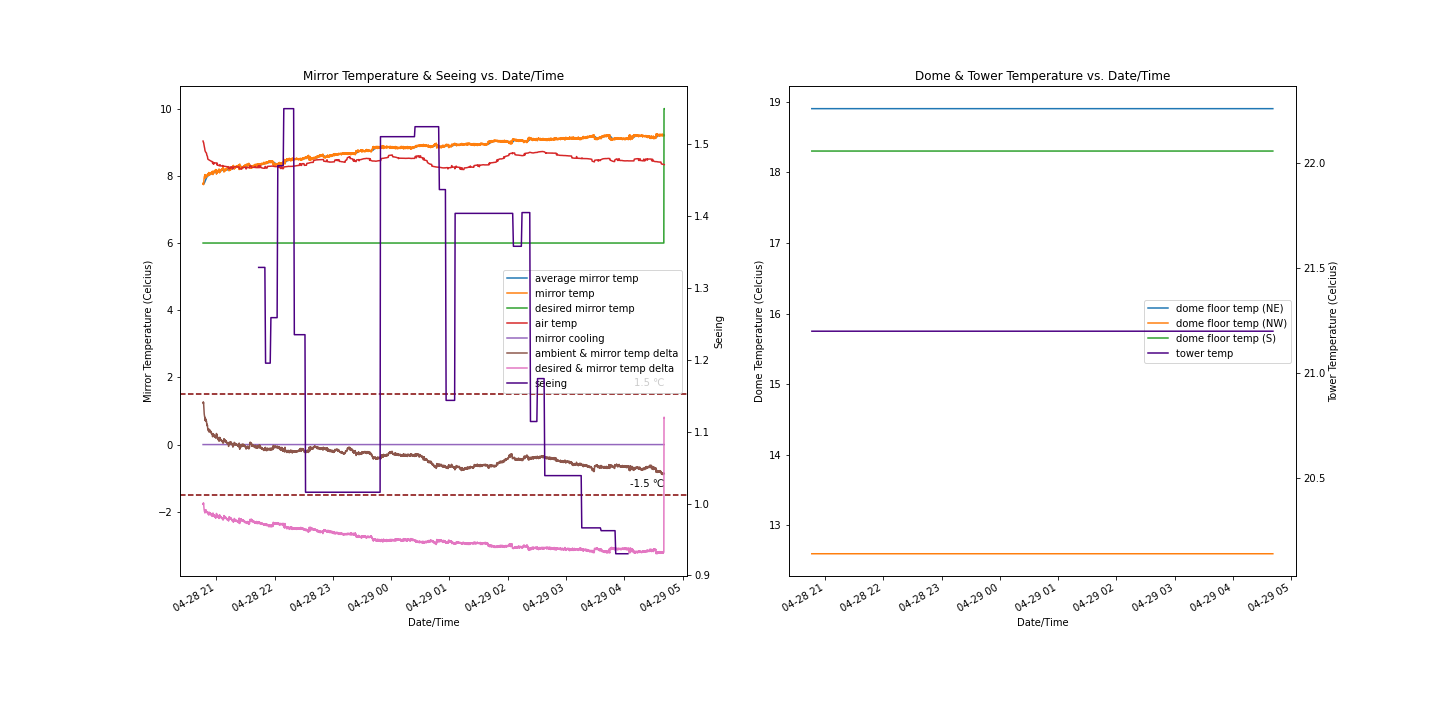 Mirror Temperature & Seeing vs. Date/Time
Mirror Temperature (Celcius)
10
8
6
4
2
0
−2
1.5
1.4
1.3
1.2
1.1
1.0
0.9
Seeing
average mirror temp
mirror temp
desired mirror temp
air temp
mirror cooling
ambient & mirror temp delta
desired & mirror temp delta
seeing
1.5 °C
-1.5 °C
04-28 21
04-28 22
04-28 23
04-29 00
04-29 01
04-29 02
04-29 03
04-29 04
04-29 05
Date/Time
Dome & Tower Temperature vs. Date/Time
Dome Temperature (Celcius)
19
18
17
16
15
14
13
22.0
21.5
21.0
20.5
Tower Temperature (Celcius)
dome floor temp (NE)
dome floor temp (NW)
dome floor temp (S)
tower temp
04-28 21
04-28 22
04-28 23
04-29 00
04-29 01
04-29 02
04-29 03
04-29 04
04-29 05
Date/Time